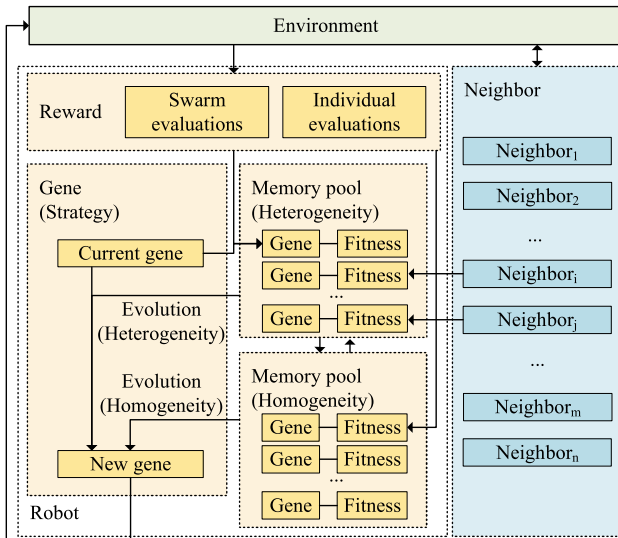 Environment
Reward
Swarm
evaluations
Individual
evaluations
Neighbor
Neighbor1
Neighbor2
...
Neighbori
Neighborj
...
Neighborm
Neighborn
Gene
(Strategy)
Current gene
Evolution
(Heterogeneity)
Evolution
(Homogeneity)
New gene
Memory pool
(Heterogeneity)
Gene Fitness
Gene Fitness
...
Gene Fitness
Memory pool
(Homogeneity)
Gene Fitness
Gene Fitness
...
Gene Fitness
Robot